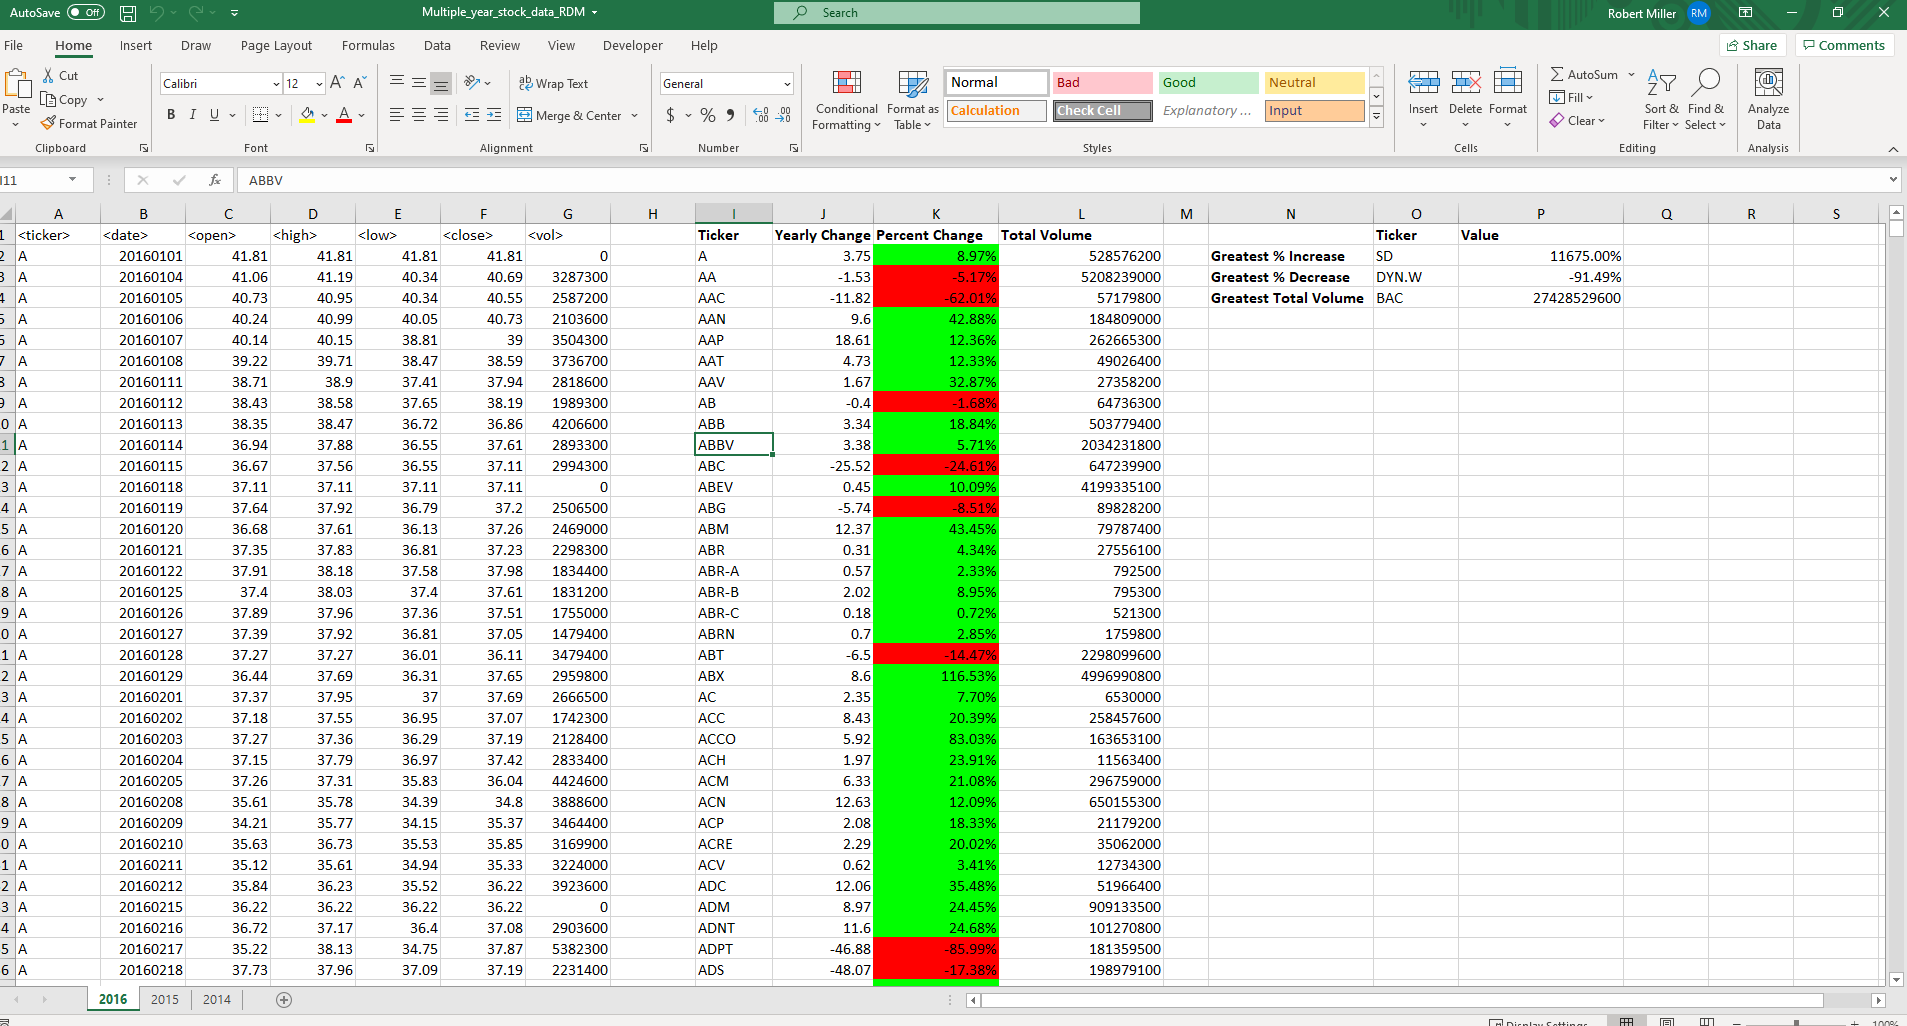 AutoSave Off Multiple_year_stock_data_RDM Search Robert Miller RM
File Home Insert Draw Page Layout Formulas Data Review View Developer Help Share Comments
Paste Cut Copy Format Painter Clipboard
Calibri 12 A A B I U A Font
ab Wrap Text Merge & Center Alignment
General $ % Number
Conditional Formatting Format as Table
Normal Bad Good Neutral
Calculation Check Cell Explanatory ... Input
Styles
Insert Delete Format Cells
AutoSum Fill Clear Sort & Filter Find & Select Editing
Analyze Data Analysis
I11 fx ABBV
A B C D E F G H I J K L M N O P Q R S
1 <ticker> <date> <open> <high> <low> <close> <vol> Ticker Yearly Change Percent Change Total Volume Ticker Value
2 A 20160101 41.81 41.81 41.81 41.81 0 A 3.75 8.97% 528576200 Greatest % Increase SD 11675.00%
3 A 20160104 41.06 41.19 40.34 40.69 3287300 AA -1.53 -5.17% 5208239000 Greatest % Decrease DYN.W -91.49%
4 A 20160105 40.73 40.95 40.34 40.55 2587200 AAC -11.82 -62.01% 57179800 Greatest Total Volume BAC 27428529600
5 A 20160106 40.24 40.99 40.05 40.73 2103600 AAN 9.6 42.88% 184809000
6 A 20160107 40.14 40.15 38.81 39 3504300 AAP 18.61 12.36% 262665300
7 A 20160108 39.22 39.71 38.47 38.59 3736700 AAT 4.73 12.33% 49026400
8 A 20160111 38.71 38.9 37.41 37.94 2818600 AAV 1.67 32.87% 27358200
9 A 20160112 38.43 38.58 37.65 38.19 1989300 AB -0.4 -1.68% 64736300
0 A 20160113 38.35 38.47 36.72 36.86 4206600 ABB 3.34 18.84% 503779400
1 A 20160114 36.94 37.88 36.55 37.61 2893300 ABBV 3.38 5.71% 2034231800
2 A 20160115 36.67 37.56 36.55 37.11 2994300 ABC -25.52 -24.61% 647239900
3 A 20160118 37.11 37.11 37.11 37.11 0 ABEV 0.45 10.09% 4199335100
4 A 20160119 37.64 37.92 36.79 37.2 2506500 ABG -5.74 -8.51% 89828200
5 A 20160120 36.68 37.61 36.13 37.26 2469000 ABM 12.37 43.45% 79787400
6 A 20160121 37.35 37.83 36.81 37.23 2298300 ABR 0.31 4.34% 27556100
7 A 20160122 37.91 38.18 37.58 37.98 1834400 ABR-A 0.57 2.33% 792500
8 A 20160125 37.4 38.03 37.4 37.61 1831200 ABR-B 2.02 8.95% 795300
9 A 20160126 37.89 37.96 37.36 37.51 1755000 ABR-C 0.18 0.72% 521300
0 A 20160127 37.39 37.92 36.81 37.05 1479400 ABRN 0.7 2.85% 1759800
1 A 20160128 37.27 37.27 36.01 36.11 3479400 ABT -6.5 -14.47% 2298099600
2 A 20160129 36.44 37.69 36.31 37.65 2959800 ABX 8.6 116.53% 4996990800
3 A 20160201 37.37 37.95 37 37.69 2666500 AC 2.35 7.70% 6530000
4 A 20160202 37.18 37.55 36.95 37.07 1742300 ACC 8.43 20.39% 258457600
5 A 20160203 37.27 37.36 36.29 37.19 2128400 ACCO 5.92 83.03% 163653100
6 A 20160204 37.15 37.79 36.97 37.42 2833400 ACH 1.97 23.91% 11563400
7 A 20160205 37.26 37.31 35.83 36.04 4424600 ACM 6.33 21.08% 296759000
8 A 20160208 35.61 35.78 34.39 34.8 3888600 ACN 12.63 12.09% 650155300
9 A 20160209 34.21 35.77 34.15 35.37 3464400 ACP 2.08 18.33% 21179200
0 A 20160210 35.63 36.73 35.53 35.85 3169900 ACRE 2.29 20.02% 35062000
1 A 20160211 35.12 35.61 34.94 35.33 3224000 ACV 0.62 3.41% 12734300
2 A 20160212 35.84 36.23 35.52 36.22 3923600 ADC 12.06 35.48% 51966400
3 A 20160215 36.22 36.22 36.22 36.22 0 ADM 8.97 24.45% 909133500
4 A 20160216 36.72 37.17 36.4 37.08 2903600 ADNT 11.6 24.68% 101270800
5 A 20160217 35.22 38.13 34.75 37.87 5382300 ADPT -46.88 -85.99% 181359500
6 A 20160218 37.73 37.96 37.09 37.19 2231400 ADS -48.07 -17.38% 198979100
2016 2015 2014
Display Settings 100%